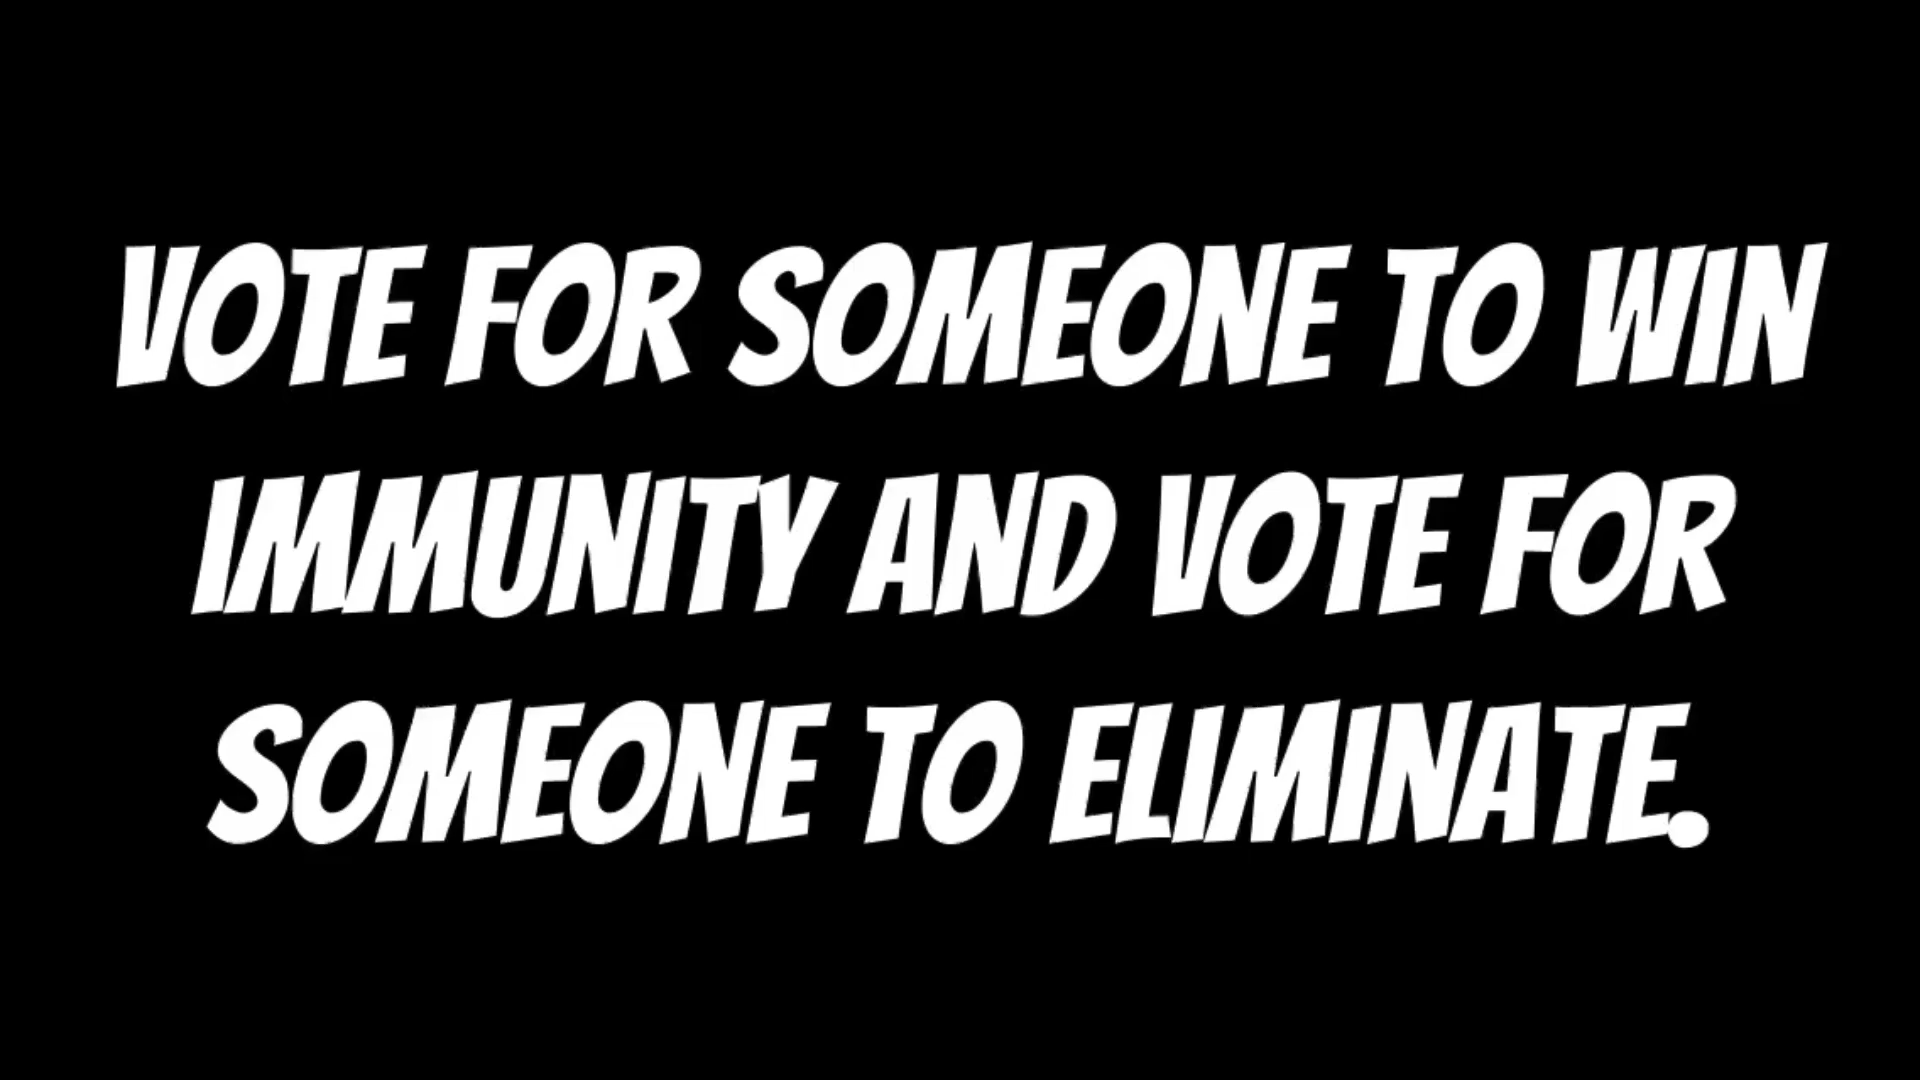 VOTE FOR SOMEONE TO WIN
IMMUNITY AND VOTE FOR
SOMEONE TO ELIMINATE.